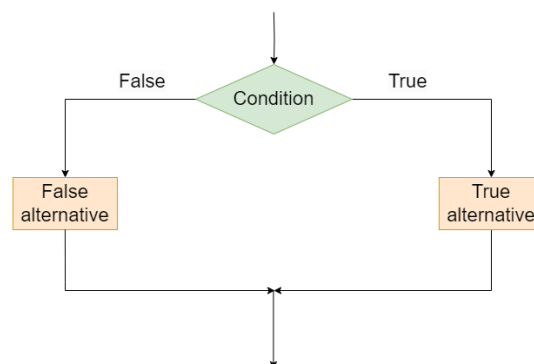 False
Condition
True
False
alternative
True
alternative